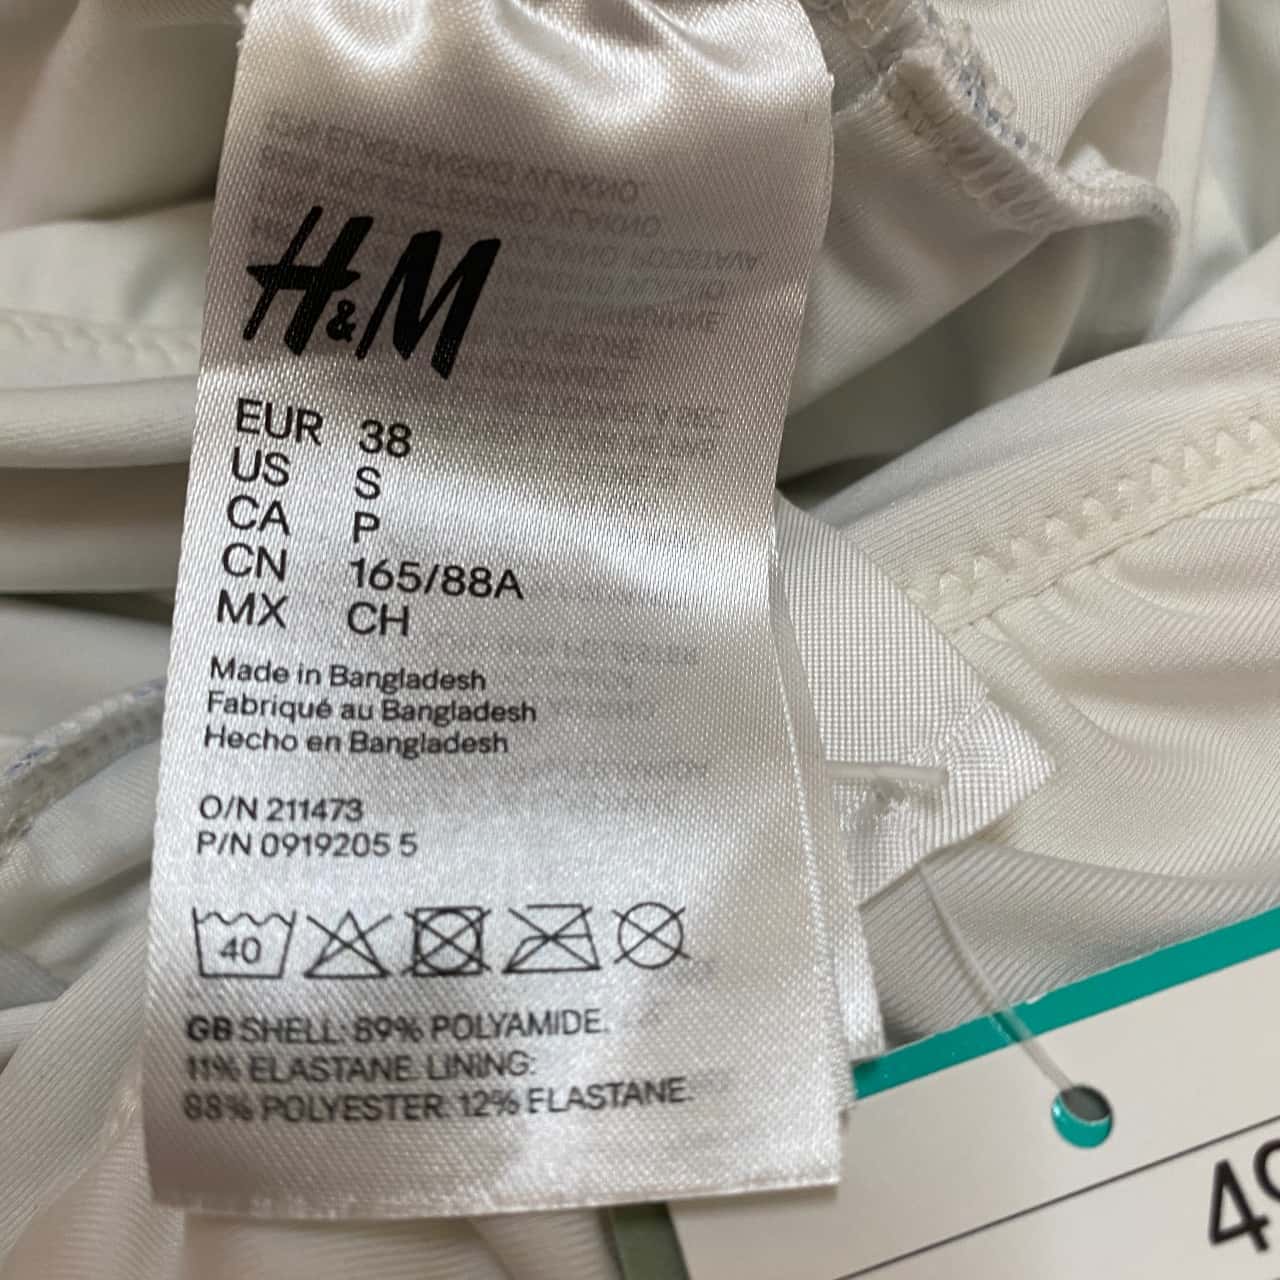 H&M
EUR 38
US S
CA P
CN 165/88A
MX CH
Made in Bangladesh
Fabriqué au Bangladesh
Hecho en Bangladesh
O/N 211473
P/N 0919205 5
40
GB SHELL: 89% POLYAMIDE.
11% ELASTANE. LINING:
88% POLYESTER. 12% ELASTANE.